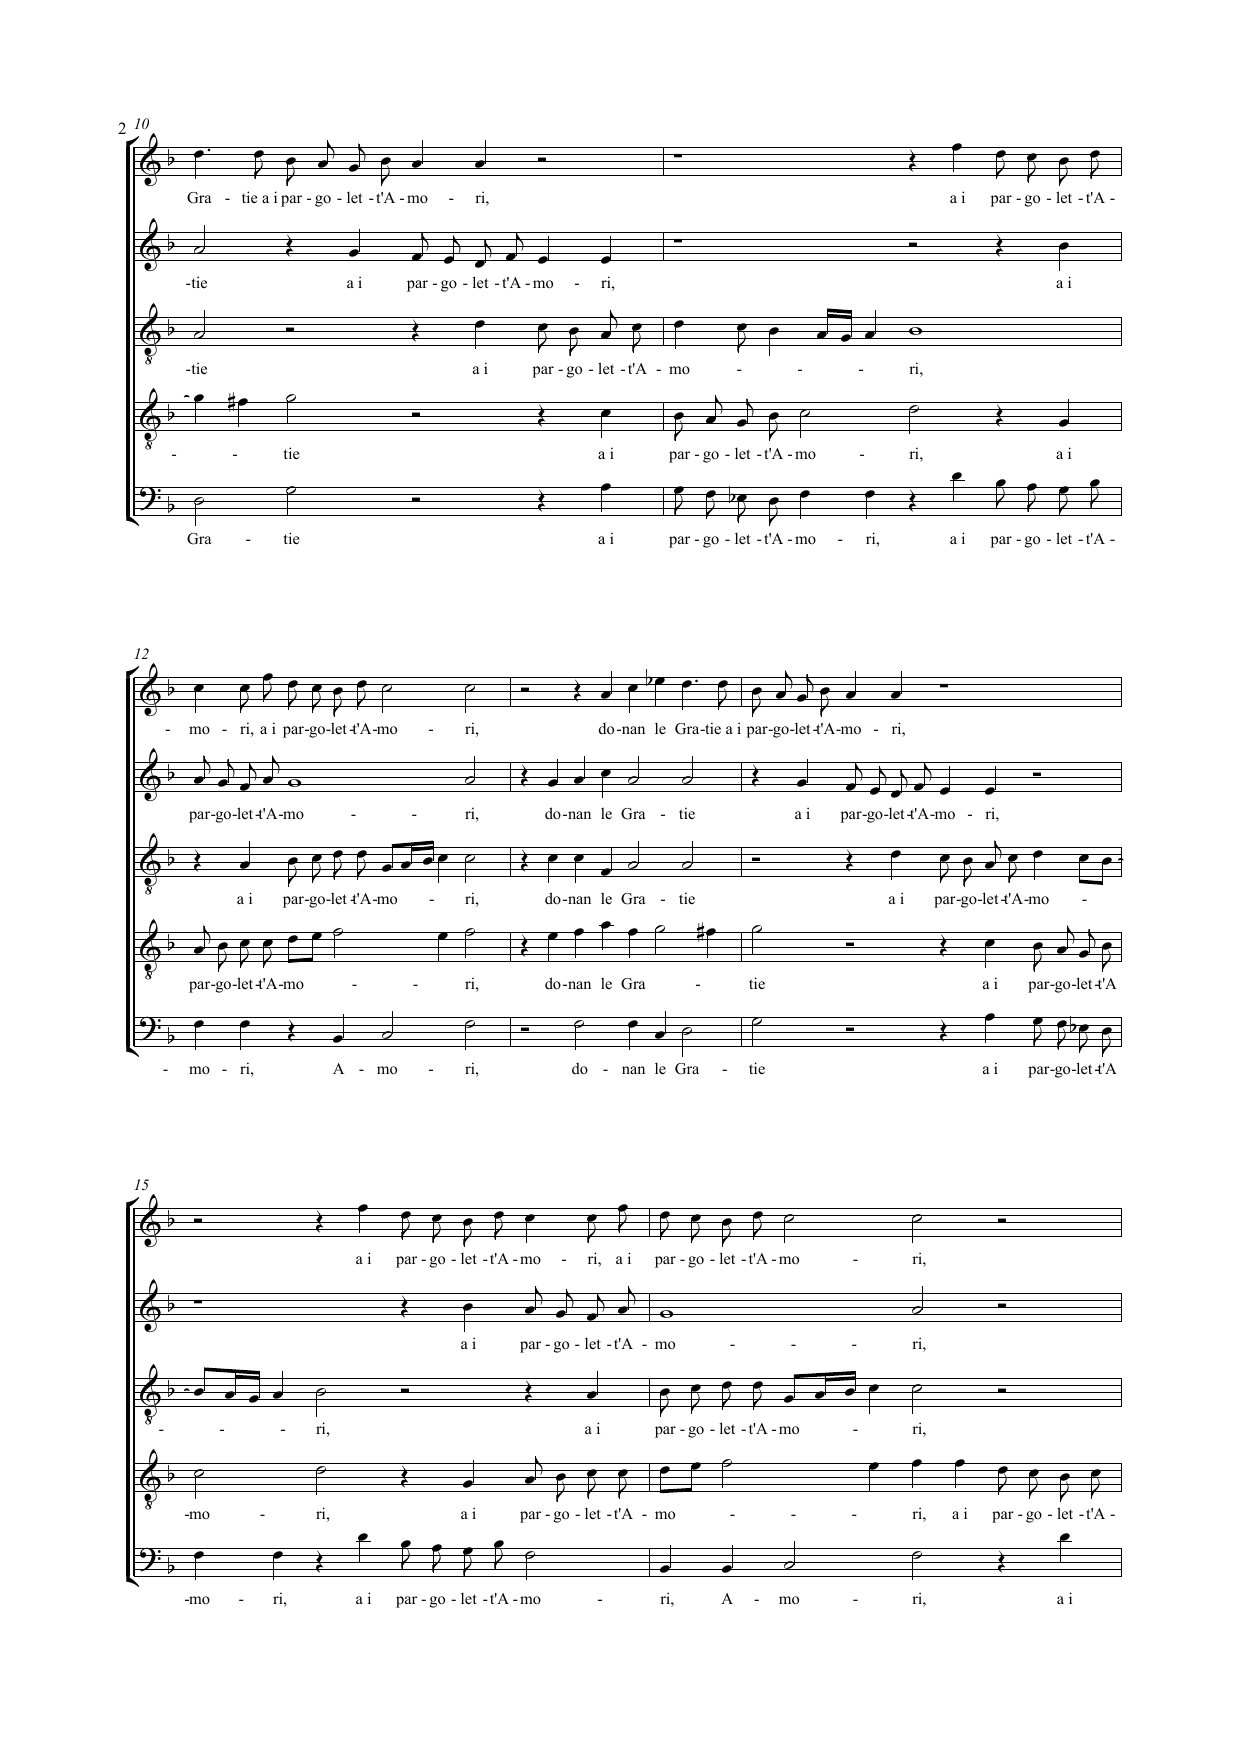 2 10
Gra - tie a i par - go - let - t'A - mo - ri, a i par - go - let - t'A -
-tie a i par - go - let - t'A - mo - ri, a i
-tie a i par - go - let - t'A - mo - - - ri,
- - tie a i par - go - let - t'A - mo - ri, a i
Gra - tie a i par - go - let - t'A - mo - ri, a i par - go - let - t'A -
12
- mo - ri, a i par-go-let-t'A-mo - ri, do-nan le Gra-tie a i par-go-let-t'A-mo - ri,
par-go-let-t'A-mo - - ri, do-nan le Gra - tie a i par-go-let-t'A-mo - ri,
a i par-go-let-t'A-mo - ri, do-nan le Gra - tie a i par-go-let-t'A-mo -
par-go-let-t'A-mo - - ri, do-nan le Gra - tie a i par-go-let-t'A
- mo - ri, A - mo - ri, do - nan le Gra - tie a i par-go-let-t'A
15
a i par - go - let - t'A - mo - ri, a i par - go - let - t'A - mo - ri,
a i par - go - let - t'A - mo - - - ri,
- - - ri, a i par - go - let - t'A - mo - - ri,
-mo - ri, a i par - go - let - t'A - mo - - - ri, a i par - go - let - t'A -
-mo - ri, a i par - go - let - t'A - mo - ri, A - mo - ri, a i